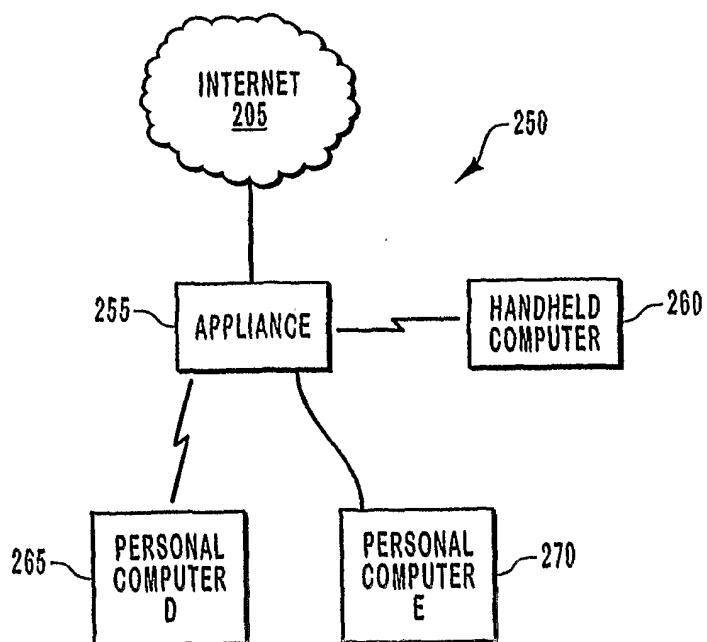 INTERNET
205
250
255
APPLIANCE
HANDHELD
COMPUTER
260
265
PERSONAL
COMPUTER
D
PERSONAL
COMPUTER
E
270